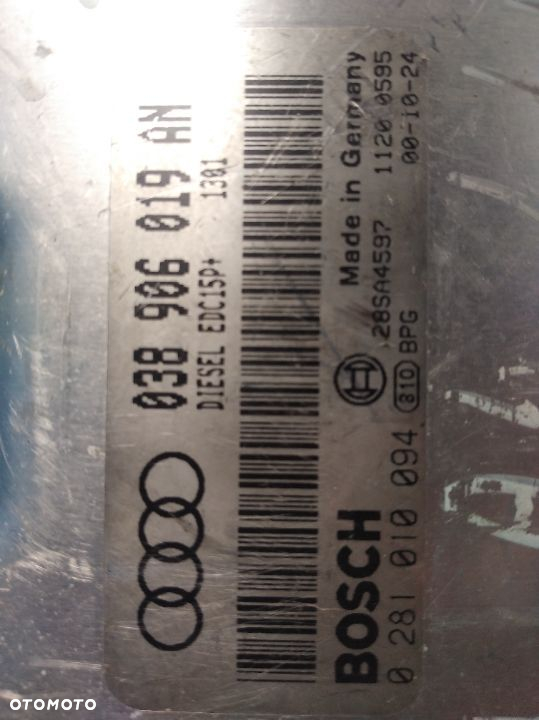 038 906 019 AN
DIESEL EDC15P+ 1301
BOSCH Made in Germany
28SA4597 1120 0595
0 281 010 094 810 BPG 00-10-24
OTOMOTO